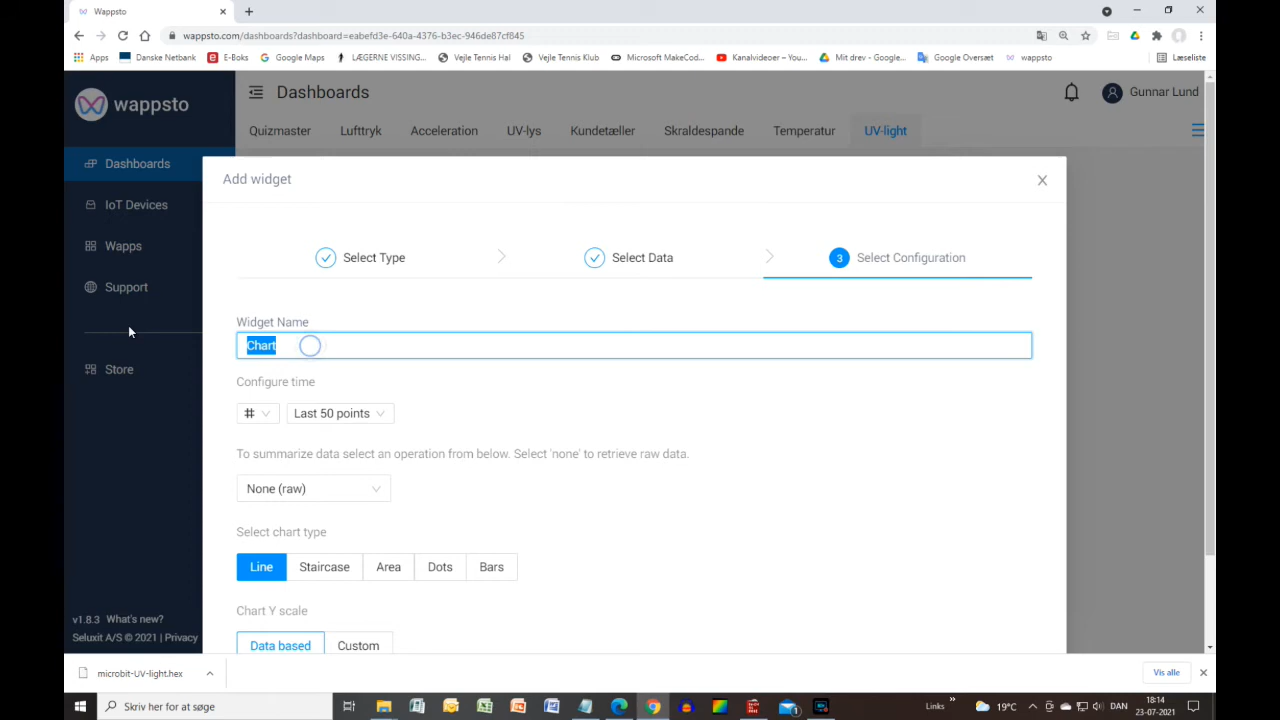 Wappsto
wappsto.com/dashboards?dashboard=eabefd3e-640a-4376-b3ec-946de87cf845
Apps Danske Netbank E-Boks Google Maps LÆGERNE VISSING... Vejle Tennis Hal Vejle Tennis Klub Microsoft MakeCod... Kanalvideoer – You... Mit drev - Google... Google Oversæt wappsto Læseliste
wappsto
Dashboards
Gunnar Lund
Quizmaster Lufttryk Acceleration UV-lys Kundetæller Skraldespande Temperatur UV-light
Dashboards
IoT Devices
Wapps
Support
Store
v1.8.3 What's new?
Seluxit A/S © 2021 | Privacy
Add widget
Select Type
Select Data
3 Select Configuration
Widget Name
Chart
Configure time
# Last 50 points
To summarize data select an operation from below. Select 'none' to retrieve raw data.
None (raw)
Select chart type
Line Staircase Area Dots Bars
Chart Y scale
Data based Custom
microbit-UV-light.hex
Vis alle
Skriv her for at søge
Links
19°C
DAN
18:14
23-07-2021